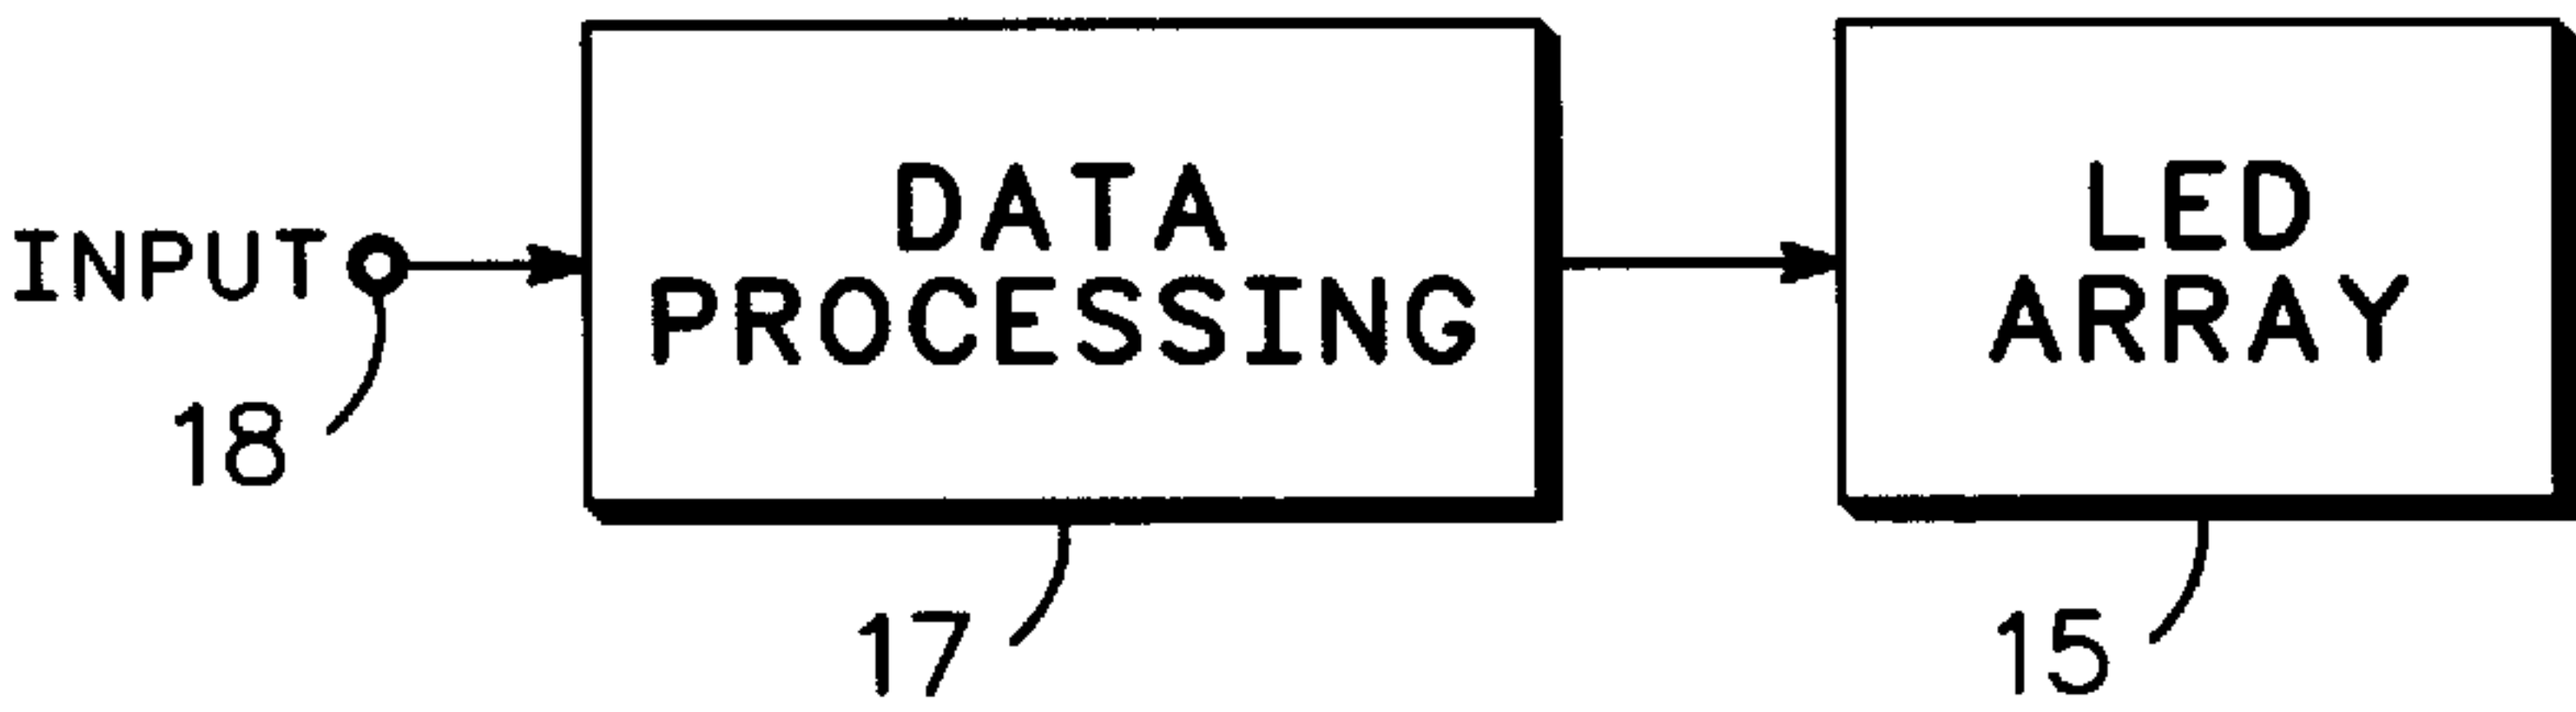 INPUT
DATA
PROCESSING
LED
ARRAY
18
17
15